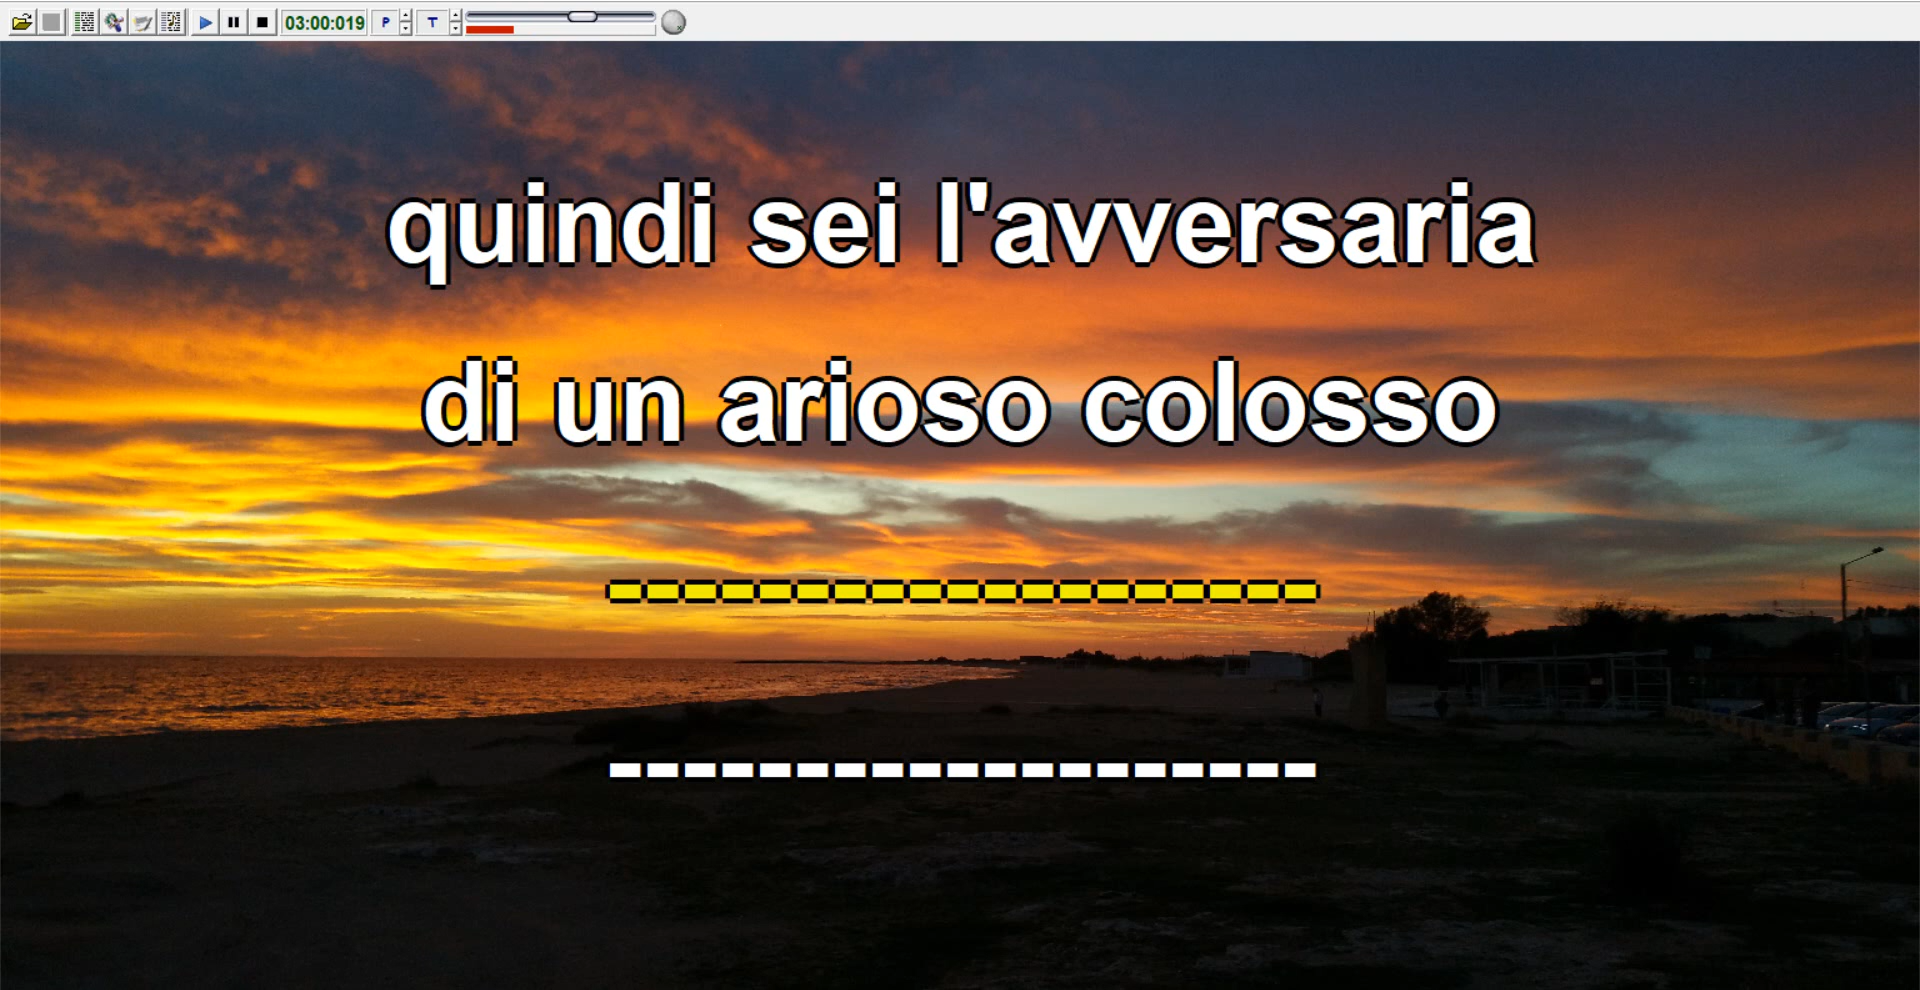 03:00:019 P T
quindi sei l'avversaria
di un arioso colosso
-------------------
-------------------